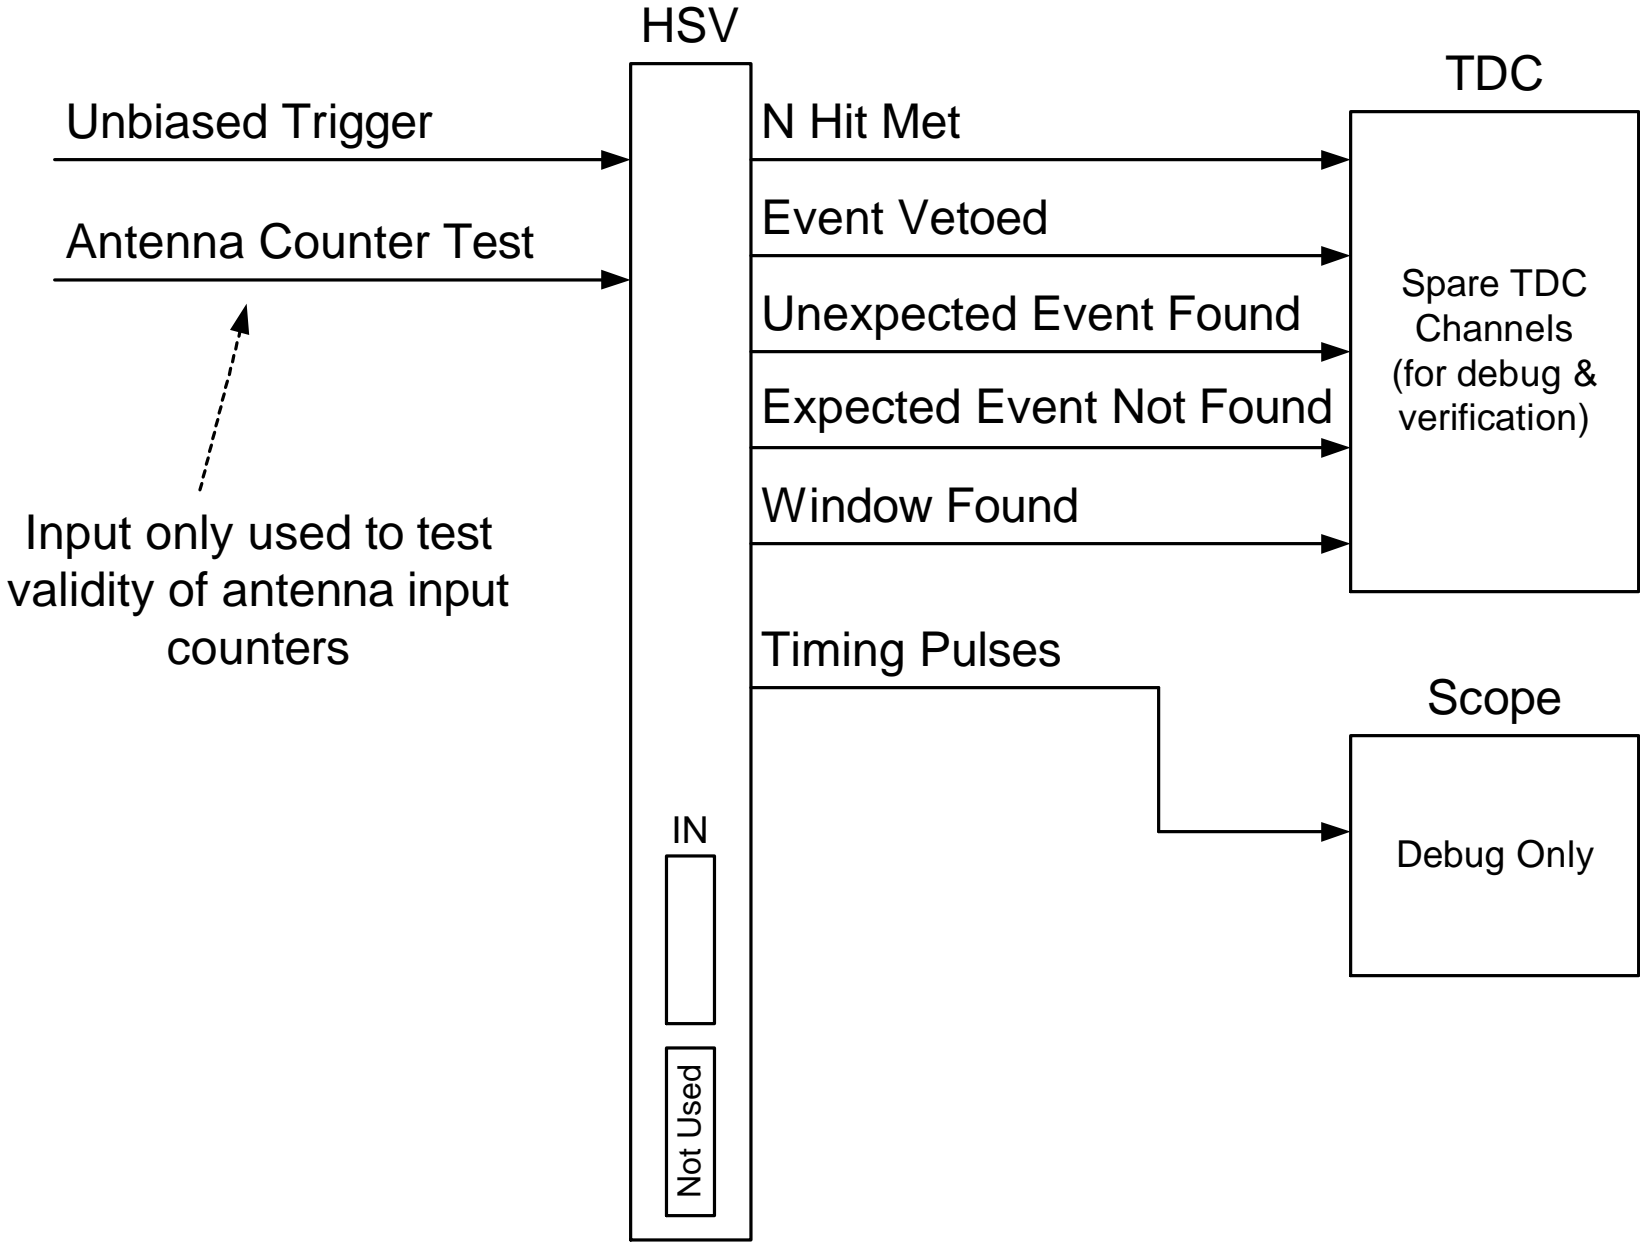 HSV
TDC
Unbiased Trigger
N Hit Met
Antenna Counter Test
Event Vetoed
Unexpected Event Found
Expected Event Not Found
Window Found
Spare TDC
Channels
(for debug &
verification)
Input only used to test
validity of antenna input
counters
Timing Pulses
Scope
Debug Only
IN
Not Used